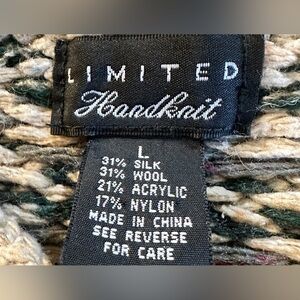 LIMITED
Handknit
L
31% SILK
31% WOOL
21% ACRYLIC
17% NYLON
MADE IN CHINA
SEE REVERSE
FOR CARE